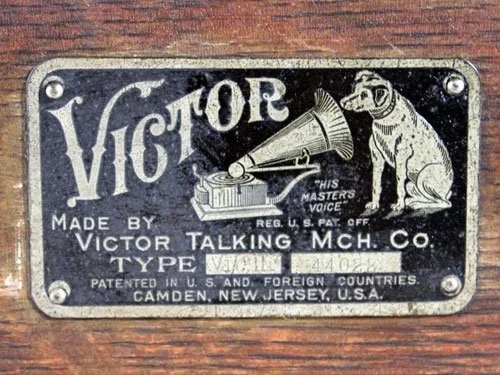 VICTOR
"HIS
MASTER'S
VOICE"
REG. U.S. PAT. OFF
MADE BY
VICTOR TALKING MCH. CO.
TYPE
PATENTED IN U.S. AND FOREIGN COUNTRIES.
CAMDEN, NEW JERSEY, U.S.A.